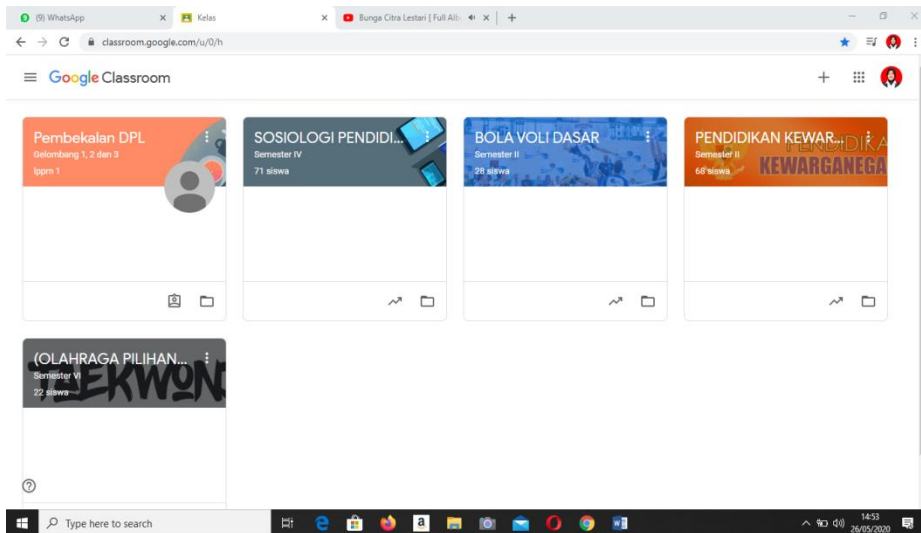 (9) WhatsApp
Kelas
Bunga Citra Lestari [ Full Alb
classroom.google.com/u/0/h
Google Classroom
Pembekalan DPL
Gelombang 1, 2 dan 3
lppm 1
SOSIOLOGI PENDIDI...
Semester IV
71 siswa
BOLA VOLI DASAR
Semester II
28 siswa
PENDIDIKAN KEWAR...
Semester II
68 siswa
PENDIDIKA
KEWARGANEGA
(OLAHRAGA PILIHAN...
Semester VI
22 siswa
TAEKWON
Type here to search
14:53
26/05/2020